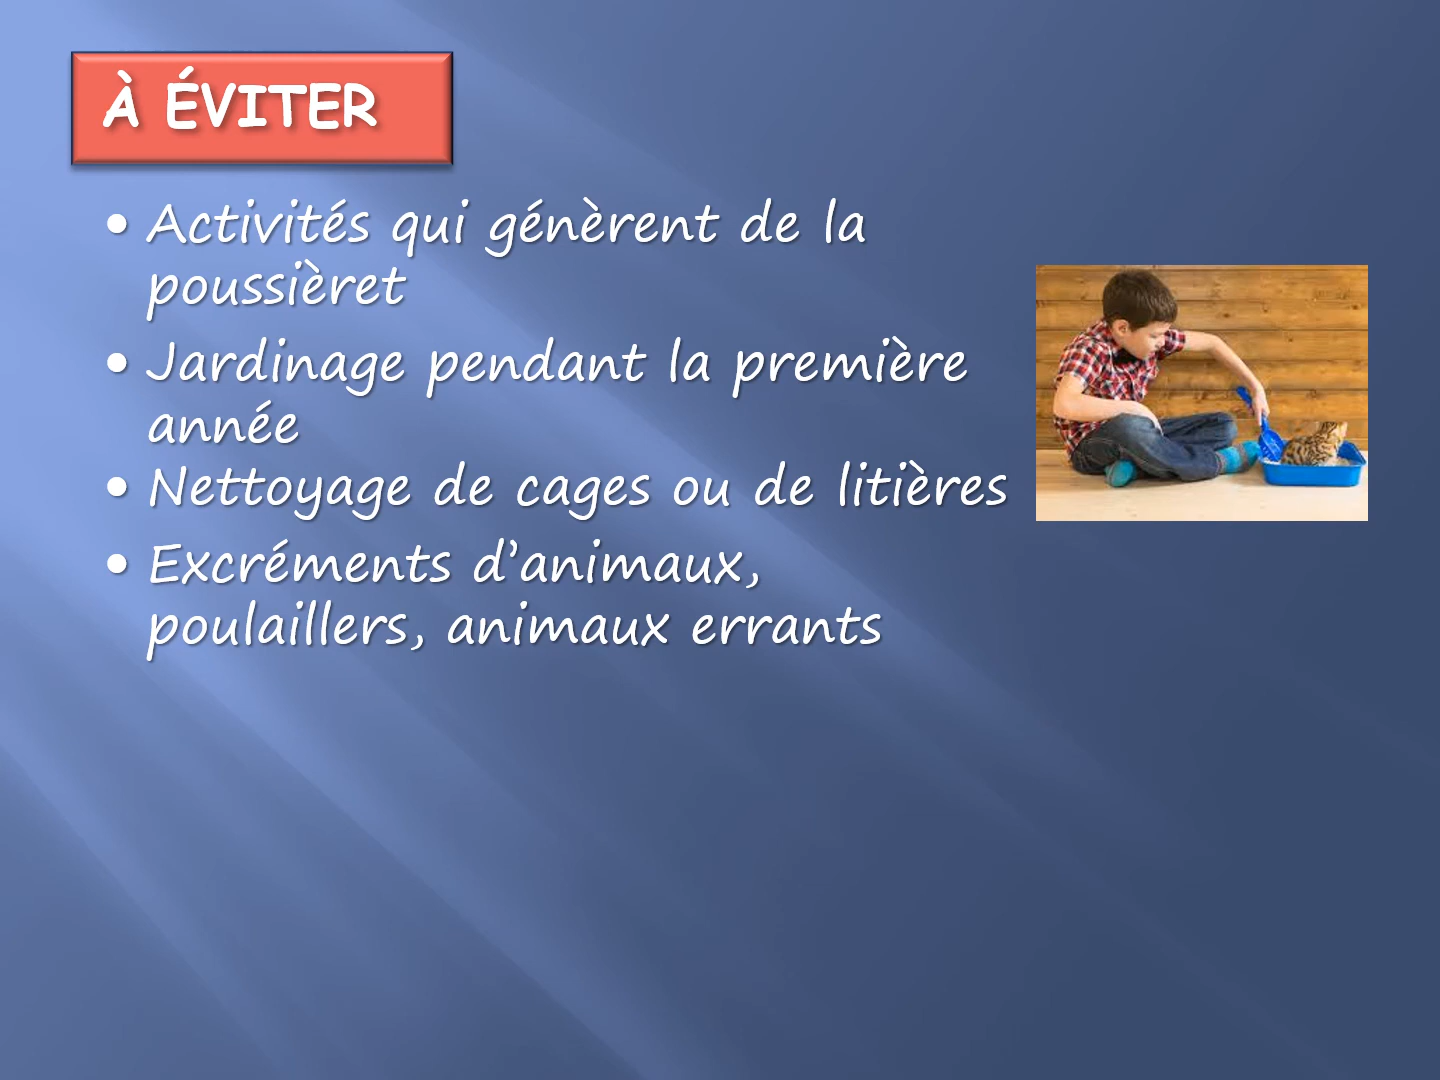 À ÉVITER
• Activités qui génèrent de la
poussièret
• Jardinage pendant la première
année
• Nettoyage de cages ou de litières
• Excréments d’animaux,
poulaillers, animaux errants